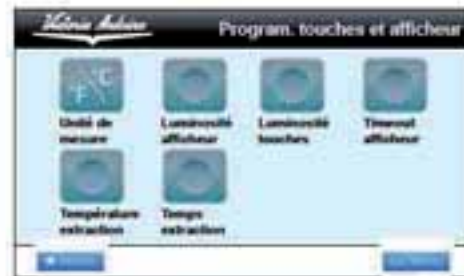 Victoria Arduino
Program. touches et afficheur
°F/°C
Unité de
mesure
Luminosité
afficheur
Luminosité
touches
Timeout
afficheur
Température
extraction
Temps
extraction